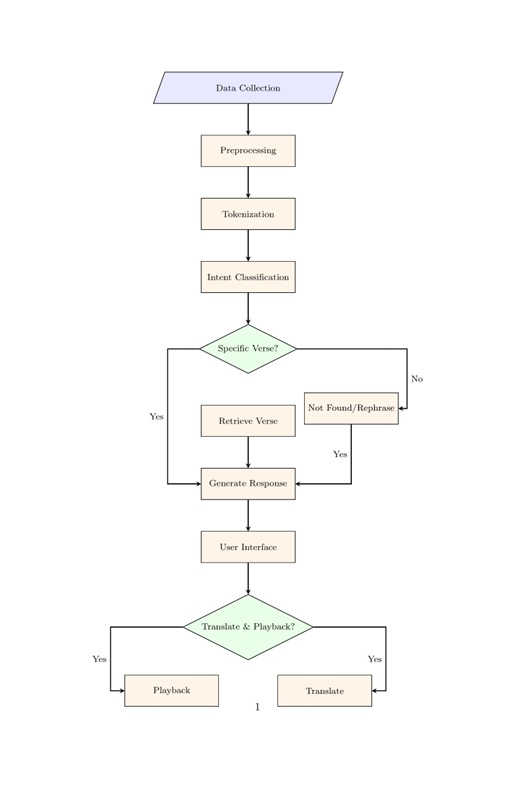 Data Collection
Preprocessing
Tokenization
Intent Classification
Specific Verse?
No
Not Found/Rephrase
Yes
Retrieve Verse
Yes
Generate Response
User Interface
Translate & Playback?
Yes
Yes
Playback
Translate
1